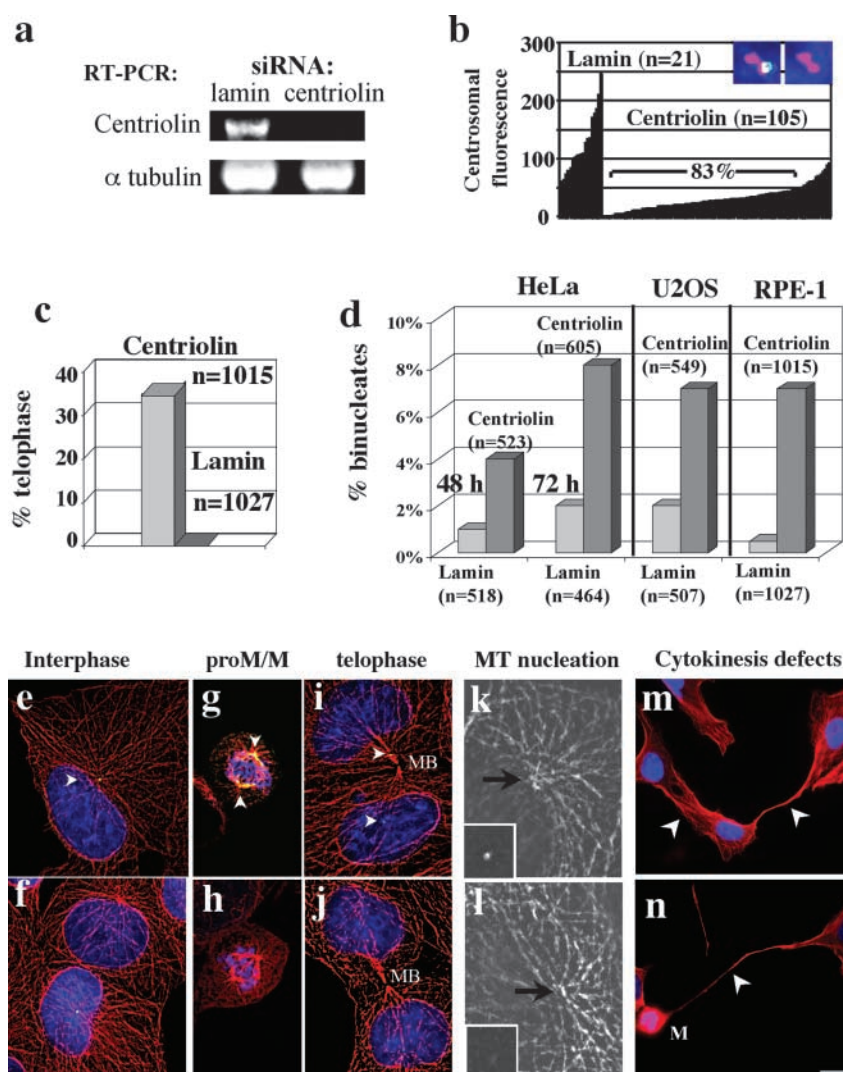 a
RT-PCR:
siRNA:
lamin centriolin
Centriolin
α tubulin
b
Centrosomal
fluorescence
300
200
100
0
Lamin (n=21)
Centriolin (n=105)
83%
c
Centriolin
n=1015
Lamin
n=1027
% telophase
40
30
20
10
0
d
HeLa
U2OS
RPE-1
% binucleates
10%
8%
6%
4%
2%
0%
Centriolin
(n=523)
Centriolin
(n=605)
Centriolin
(n=549)
Centriolin
(n=1015)
48 h
72 h
Lamin
(n=518)
Lamin
(n=464)
Lamin
(n=507)
Lamin
(n=1027)
Interphase
proM/M
telophase
MT nucleation
Cytokinesis defects
e
g
i
MB
k
m
f
h
j
MB
l
n
M